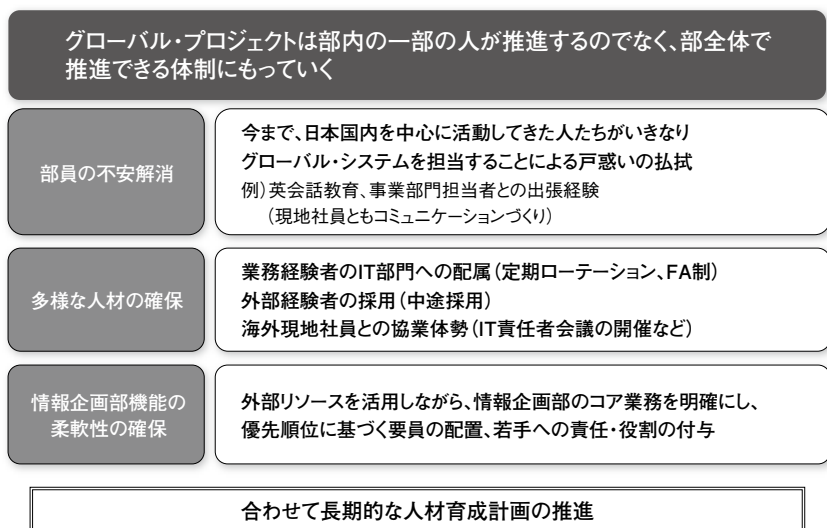 グローバル・プロジェクトは部内の一部の人が推進するのでなく、部全体で
推進できる体制にもっていく
部員の不安解消
今まで、日本国内を中心に活動してきた人たちがいきなり
グローバル・システムを担当することによる戸惑いの払拭
例）英会話教育、事業部門担当者との出張経験
（現地社員ともコミュニケーションづくり）
多様な人材の確保
業務経験者のIT部門への配属（定期ローテーション、FA制）
外部経験者の採用（中途採用）
海外現地社員との協業体勢（IT責任者会議の開催など）
情報企画部機能の
柔軟性の確保
外部リソースを活用しながら、情報企画部のコア業務を明確にし、
優先順位に基づく要員の配置、若手への責任・役割の付与
合わせて長期的な人材育成計画の推進